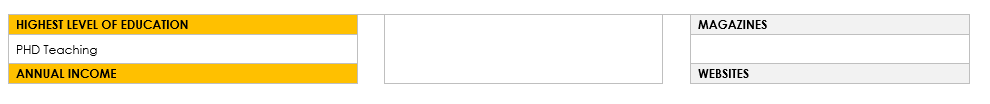 HIGHEST LEVEL OF EDUCATION
PHD Teaching
ANNUAL INCOME
MAGAZINES
WEBSITES